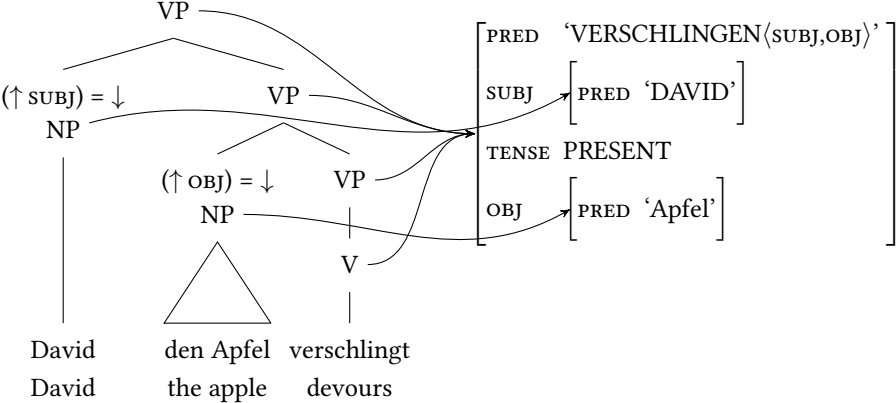 VP
PRED ‘VERSCHLINGEN⟨SUBJ,OBJ⟩’
(↑ SUBJ) = ↓
VP
SUBJ
PRED ‘DAVID’
NP
TENSE PRESENT
(↑ OBJ) = ↓
VP
NP
OBJ
PRED ‘Apfel’
V
David den Apfel verschlingt
David the apple devours